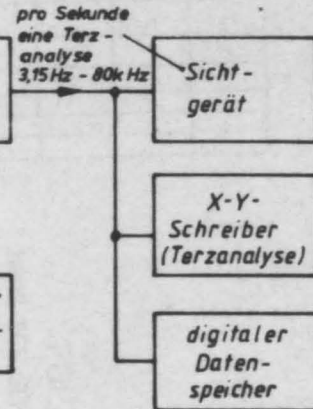 pro Sekunde
eine Terz-
analyse
3,15 Hz - 80k Hz
Sicht-
gerät
X-Y-
Schreiber
(Terzanalyse)
digitaler
Daten-
speicher